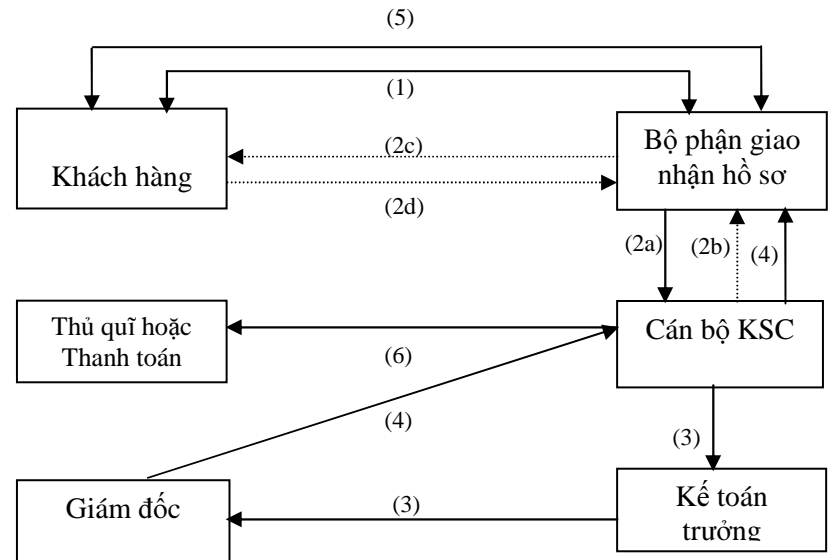 (5)
(1)
Khách hàng
(2c)
(2d)
Bộ phận giao
nhận hồ sơ
(2a)
(2b)
(4)
Thủ quĩ hoặc
Thanh toán
(6)
Cán bộ KSC
(4)
(3)
Giám đốc
(3)
Kế toán
trưởng